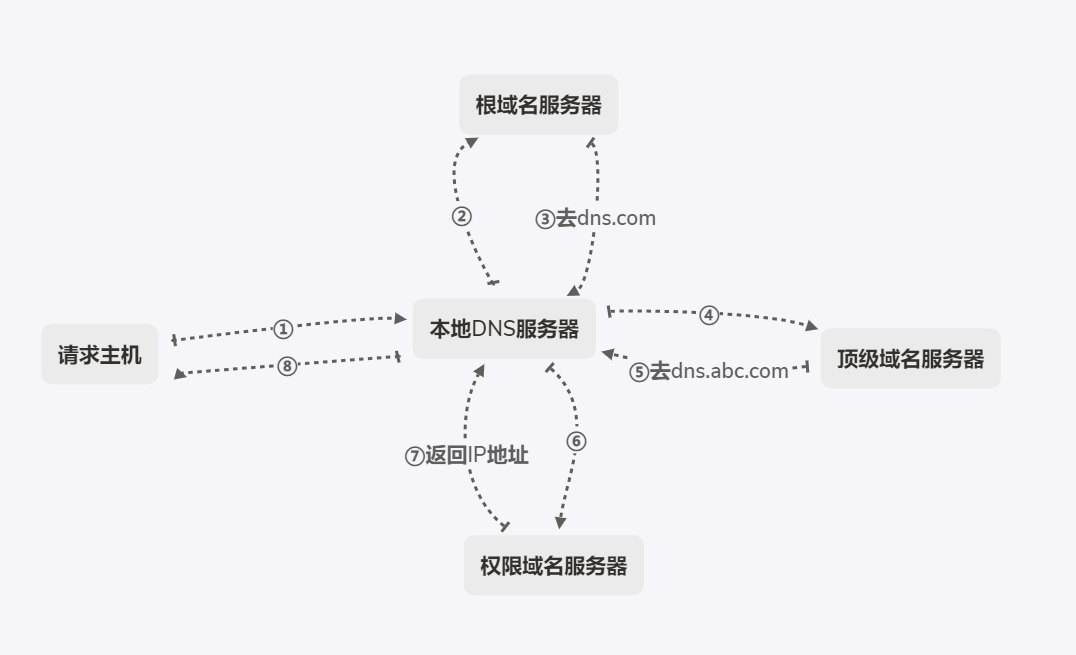 根域名服务器
②
③去dns.com
①
本地DNS服务器
④
请求主机
⑧
⑤去dns.abc.com
顶级域名服务器
⑦返回IP地址
⑥
权限域名服务器